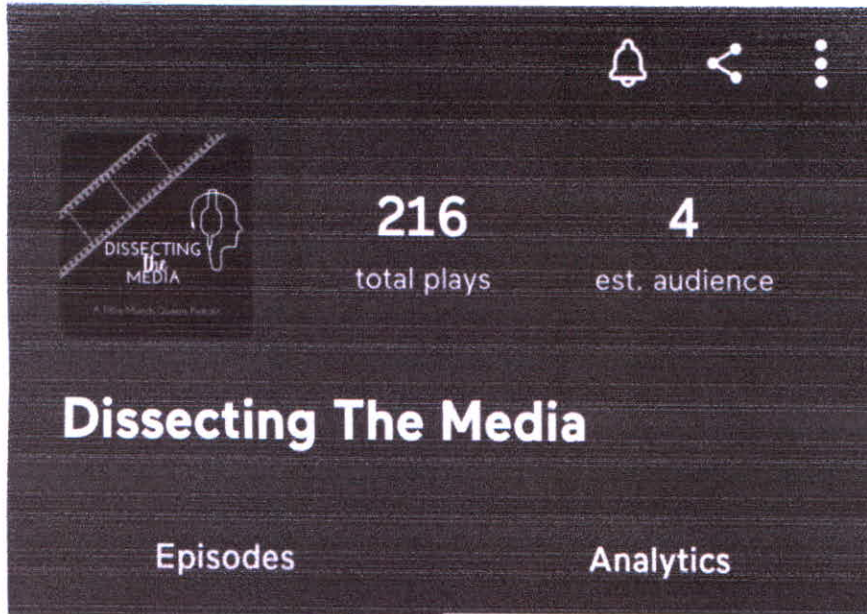 DISSECTING
the
MEDIA
216
total plays
4
est. audience
Dissecting The Media
Episodes
Analytics